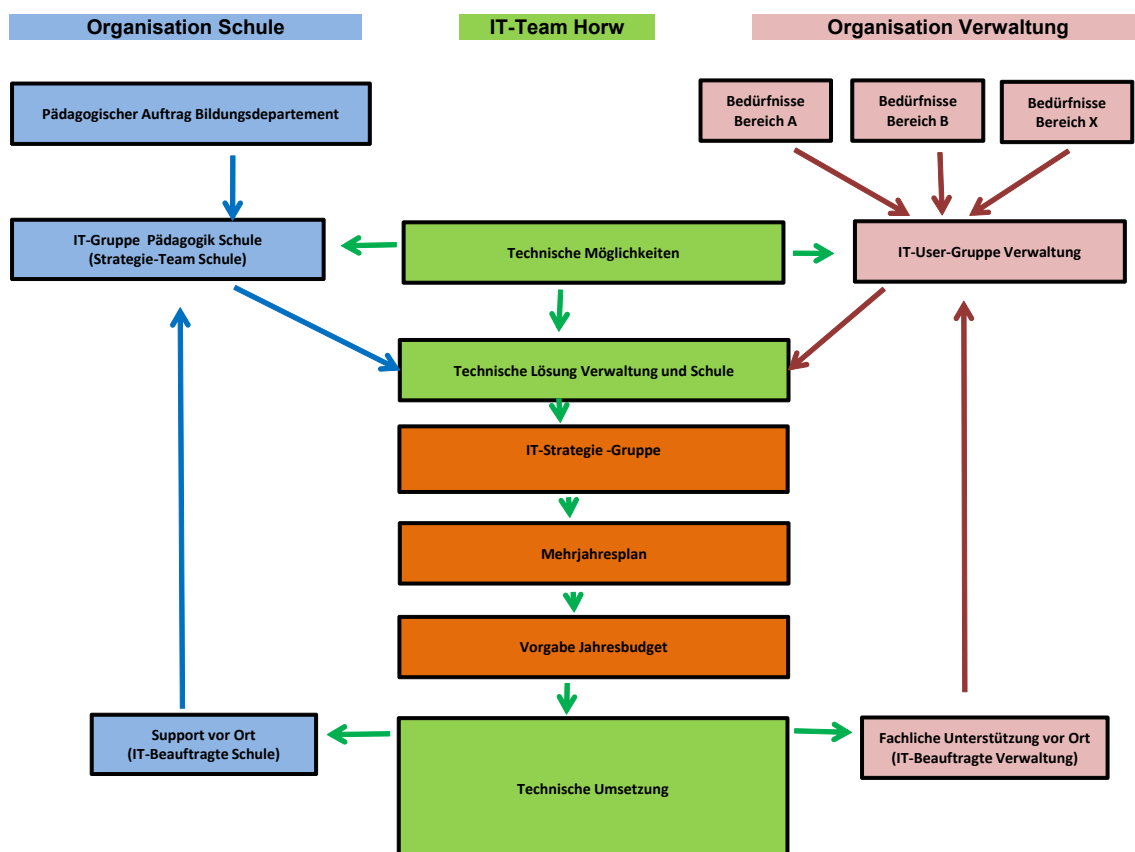 Organisation Schule
IT-Team Horw
Organisation Verwaltung
Pädagogischer Auftrag Bildungsdepartement
Bedürfnisse
Bereich A
Bedürfnisse
Bereich B
Bedürfnisse
Bereich X
IT-Gruppe Pädagogik Schule
(Strategie-Team Schule)
Technische Möglichkeiten
IT-User-Gruppe Verwaltung
Technische Lösung Verwaltung und Schule
IT-Strategie -Gruppe
Mehrjahresplan
Vorgabe Jahresbudget
Support vor Ort
(IT-Beauftragte Schule)
Technische Umsetzung
Fachliche Unterstützung vor Ort
(IT-Beauftragte Verwaltung)